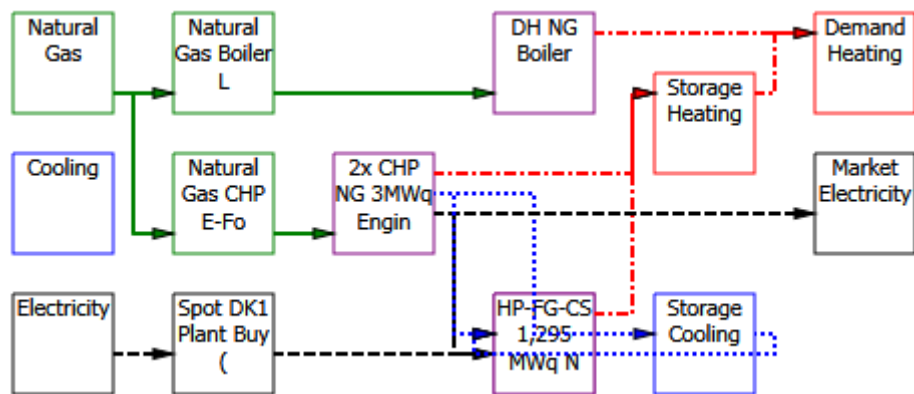 Natural
Gas
Natural
Gas Boiler
L
DH NG
Boiler
Demand
Heating
Storage
Heating
Cooling
Natural
Gas CHP
E-Fo
2x CHP
NG 3MWq
Engin
Market
Electricity
Electricity
Spot DK1
Plant Buy
(
HP-FG-CS
1,295
MWq N
Storage
Cooling